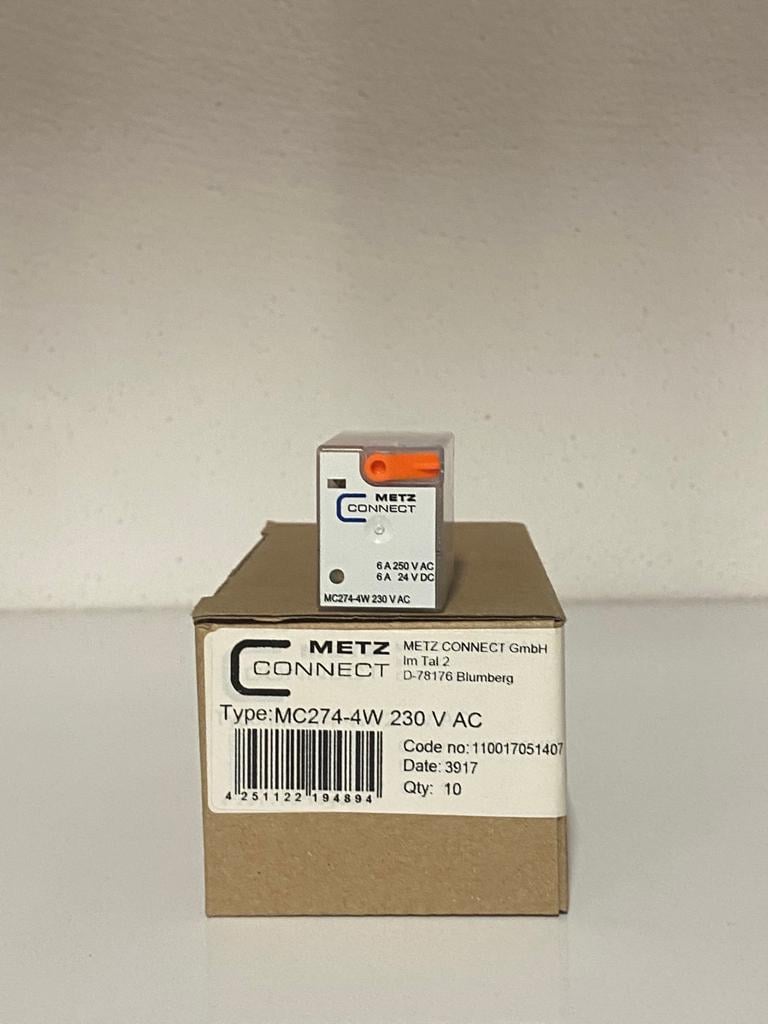 METZ
CONNECT
6 A 250 V AC
6 A 24 V DC
MC274-4W 230 V AC
METZ
CONNECT
METZ CONNECT GmbH
Im Tal 2
D-78176 Blumberg
Type:MC274-4W 230 V AC
Code no: 110017051407
Date: 3917
Qty: 10
4 251122 194894